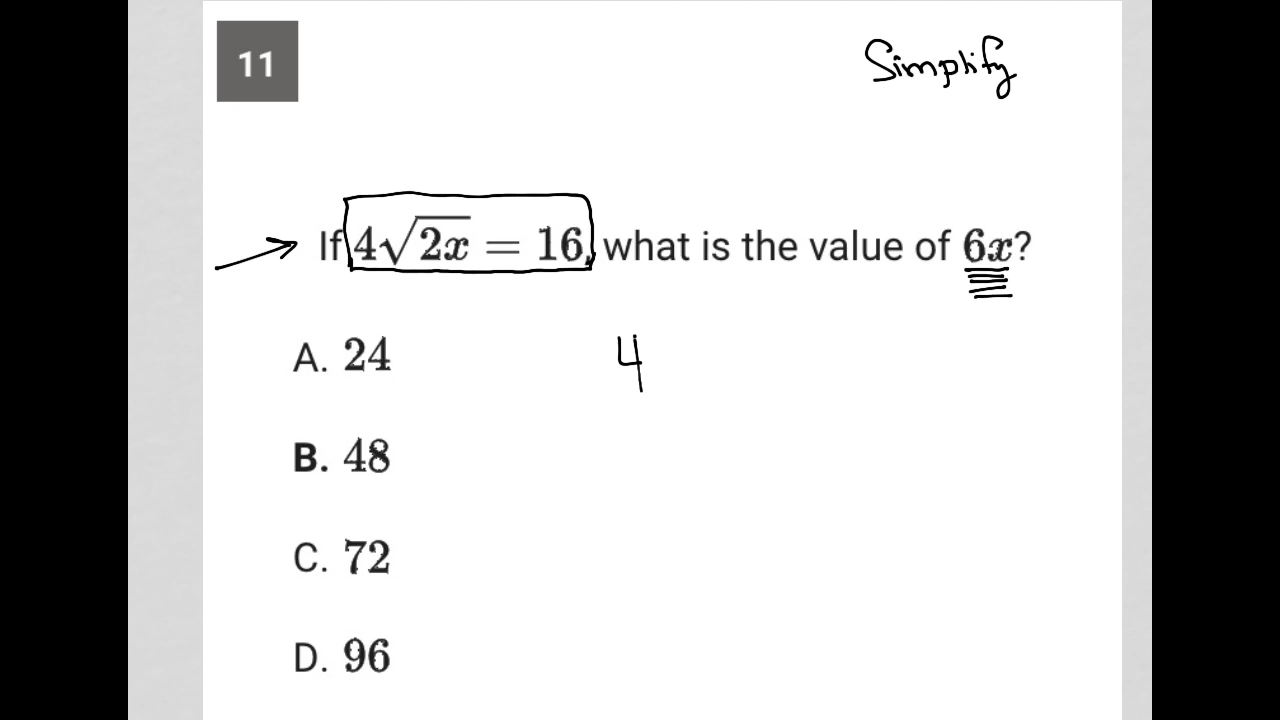 11
Simplify
If 4√2x = 16, what is the value of 6x?
A. 24
4
B. 48
C. 72
D. 96